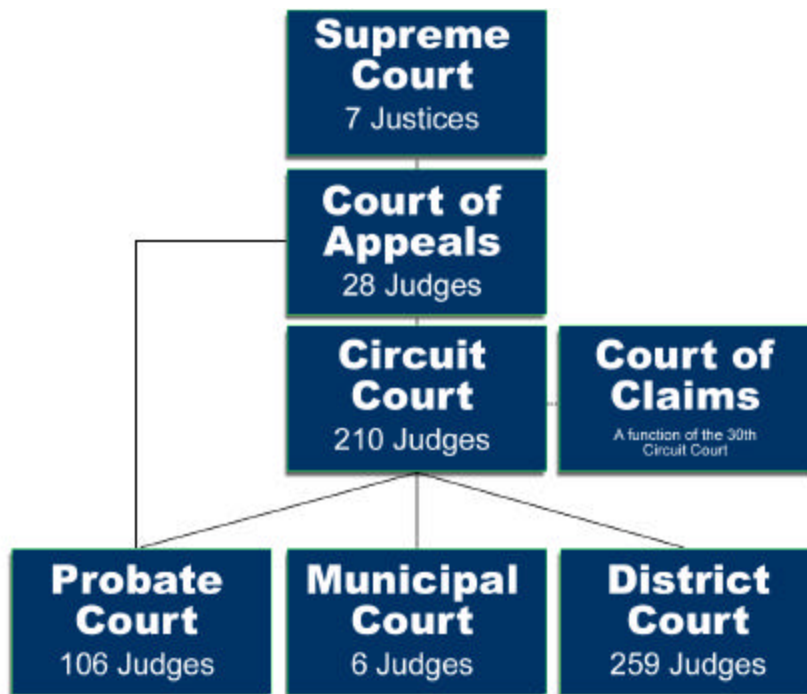 Supreme
Court
7 Justices
Court of
Appeals
28 Judges
Circuit
Court
210 Judges
Court of
Claims
A function of the 30th
Circuit Court
Probate
Court
106 Judges
Municipal
Court
6 Judges
District
Court
259 Judges